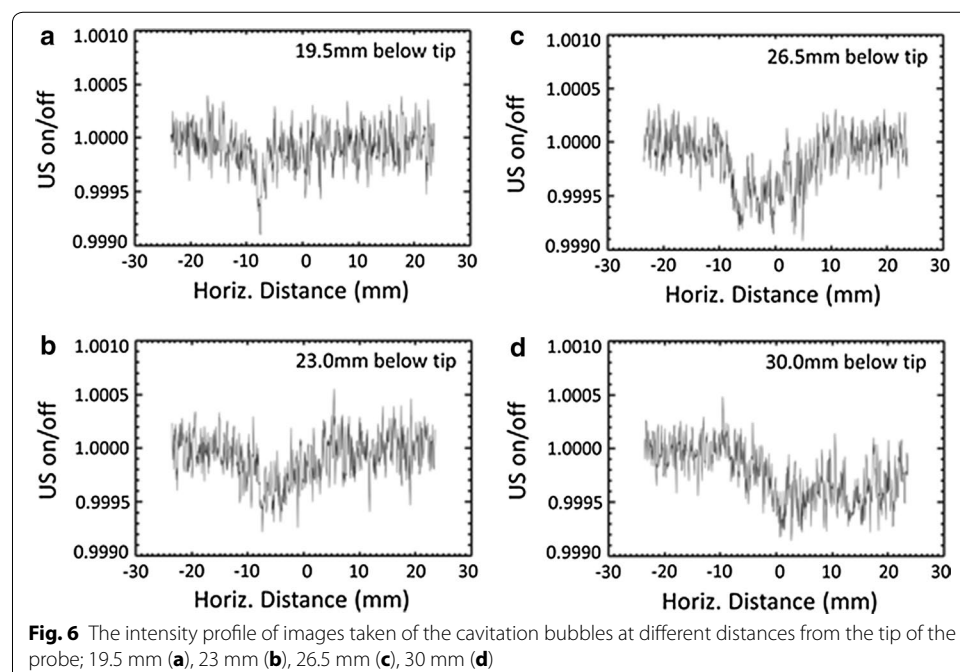 a
1.0010
1.0005
1.0000
0.9995
0.9990
US on/off
19.5mm below tip
-30 -20 -10 0 10 20 30
Horiz. Distance (mm)
c
1.0010
1.0005
1.0000
0.9995
0.9990
US on/off
26.5mm below tip
-30 -20 -10 0 10 20 30
Horiz. Distance (mm)
b
1.0010
1.0005
1.0000
0.9995
0.9990
US on/off
23.0mm below tip
-30 -20 -10 0 10 20 30
Horiz. Distance (mm)
d
1.0010
1.0005
1.0000
0.9995
0.9990
US on/off
30.0mm below tip
-30 -20 -10 0 10 20 30
Horiz. Distance (mm)
Fig. 6 The intensity profile of images taken of the cavitation bubbles at different distances from the tip of the
probe; 19.5 mm (a), 23 mm (b), 26.5 mm (c), 30 mm (d)